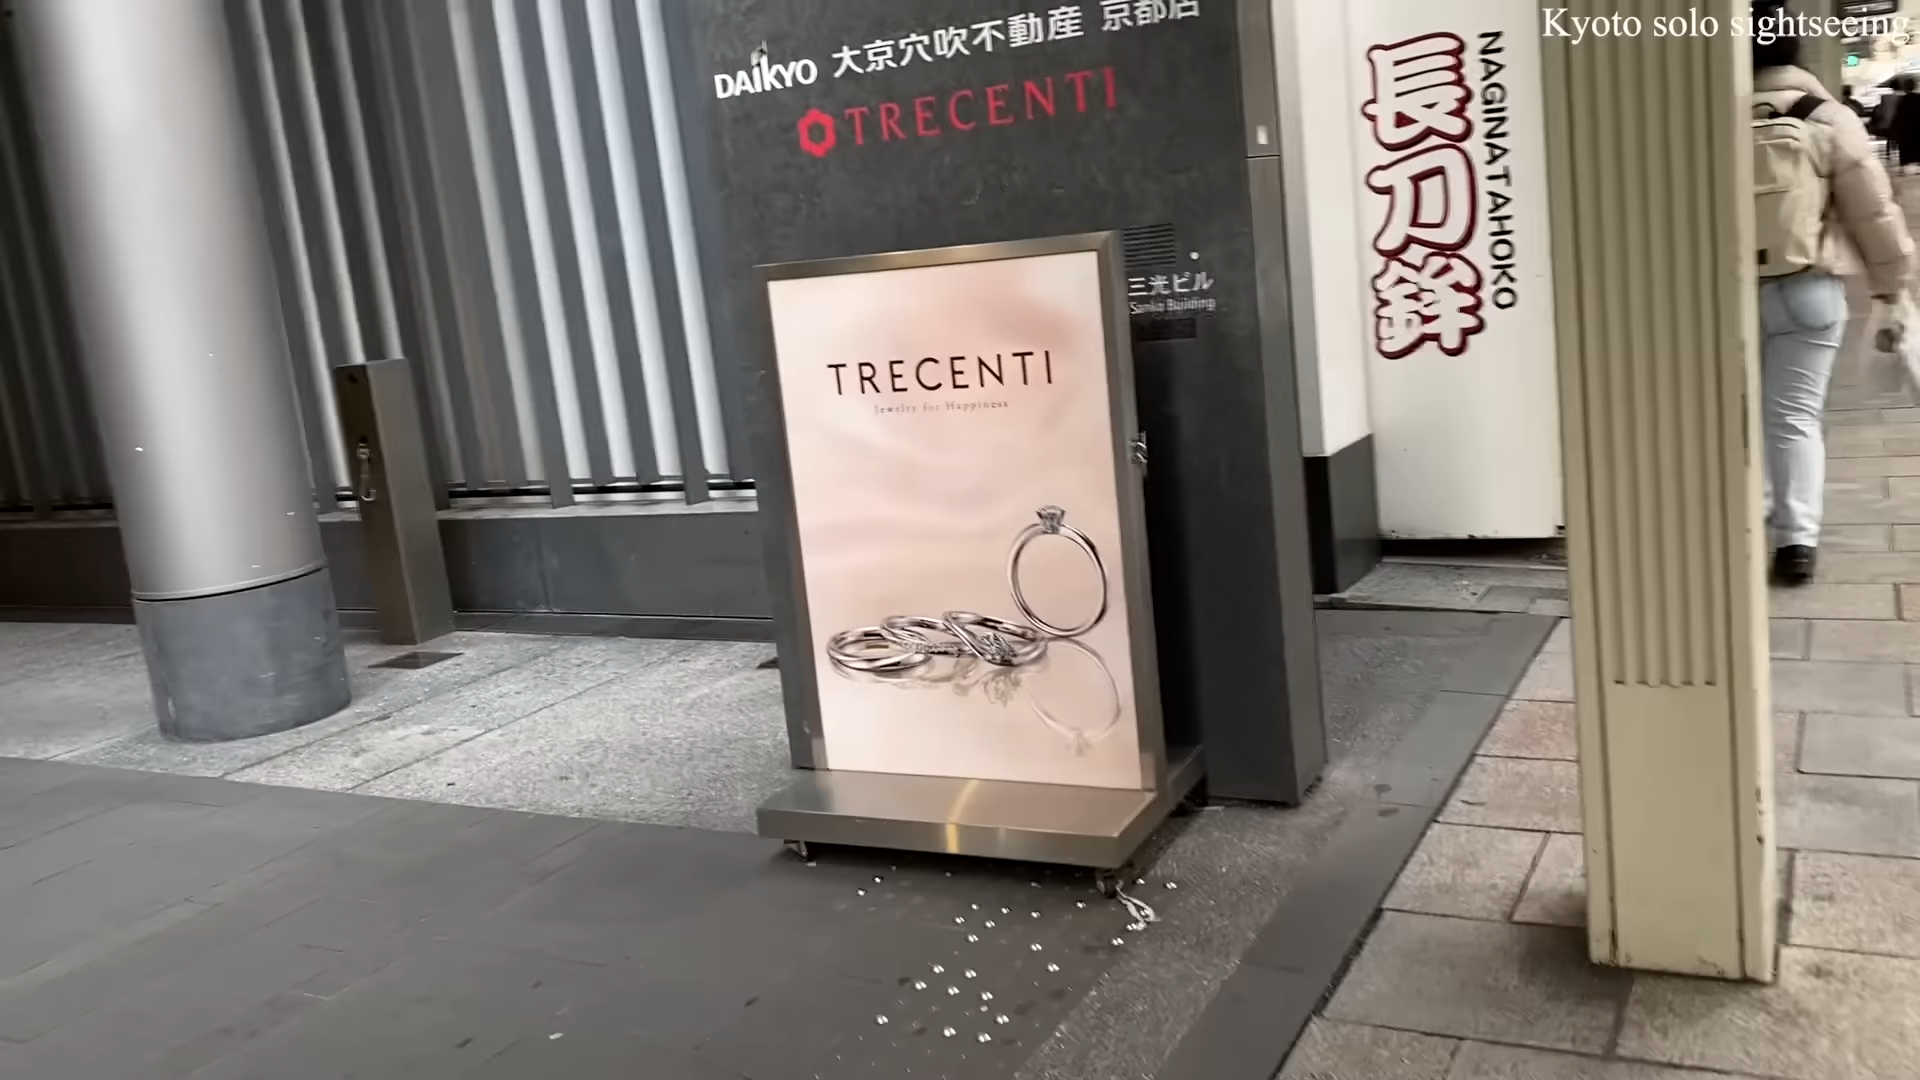 Kyoto solo sightseeing
DAIKYO 大京穴吹不動産 京都店
TRECENTI
TRECENTI
Jewelry for Happiness
三光ビル
Sanko Building
長刀鉾
NAGINATAHOKO